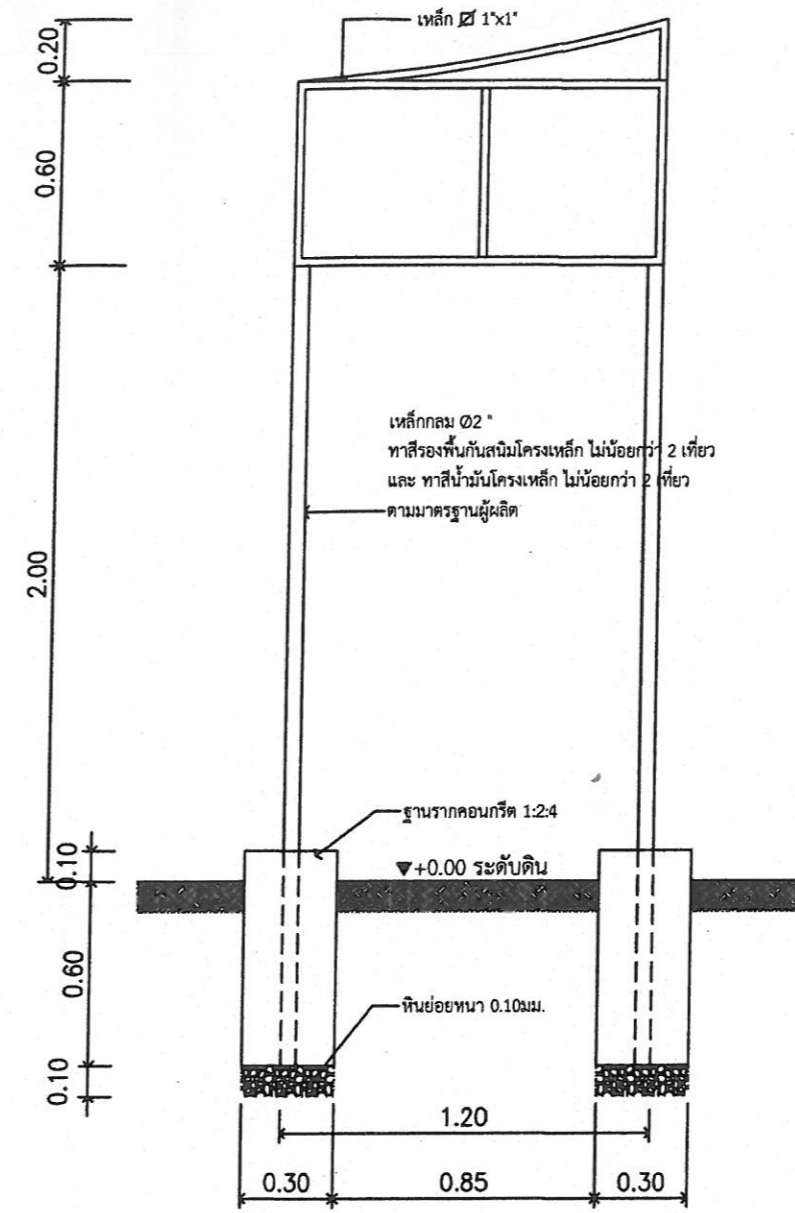 เหล็ก 1"x1"
0.20
0.60
เหล็กกลม Ø2 "
ทาสีรองพื้นกันสนิมโครงเหล็ก ไม่น้อยกว่า 2 เที่ยว
และ ทาสีน้ำมันโครงเหล็ก ไม่น้อยกว่า 2 เที่ยว
ตามมาตรฐานผู้ผลิต
2.00
ฐานรากคอนกรีต 1:2:4
0.10
+0.00 ระดับดิน
0.60
หินย่อยหนา 0.10มม.
0.10
1.20
0.30 0.85 0.30